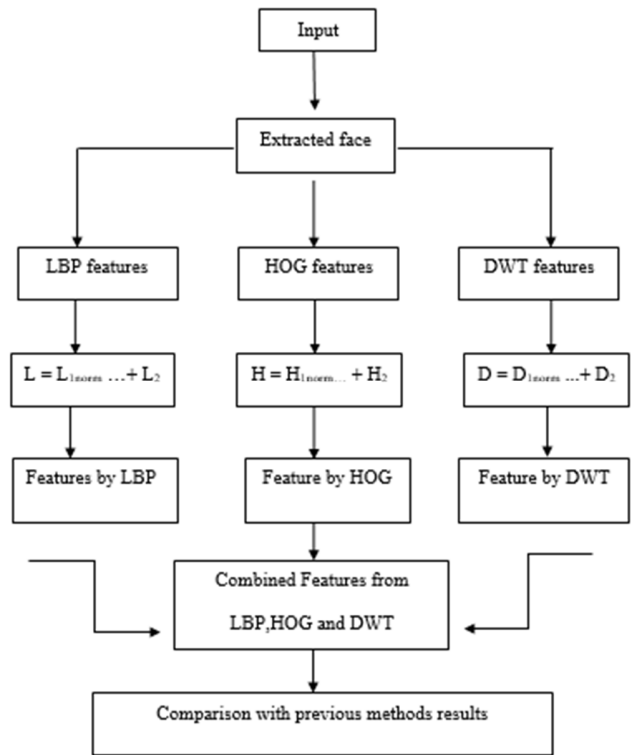 Input
Extracted face
LBP features
HOG features
DWT features
L = L1norm ...+ L2
H = H1norm... + H2
D = D1norm ...+ D2
Features by LBP
Feature by HOG
Feature by DWT
Combined Features from
LBP,HOG and DWT
Comparison with previous methods results